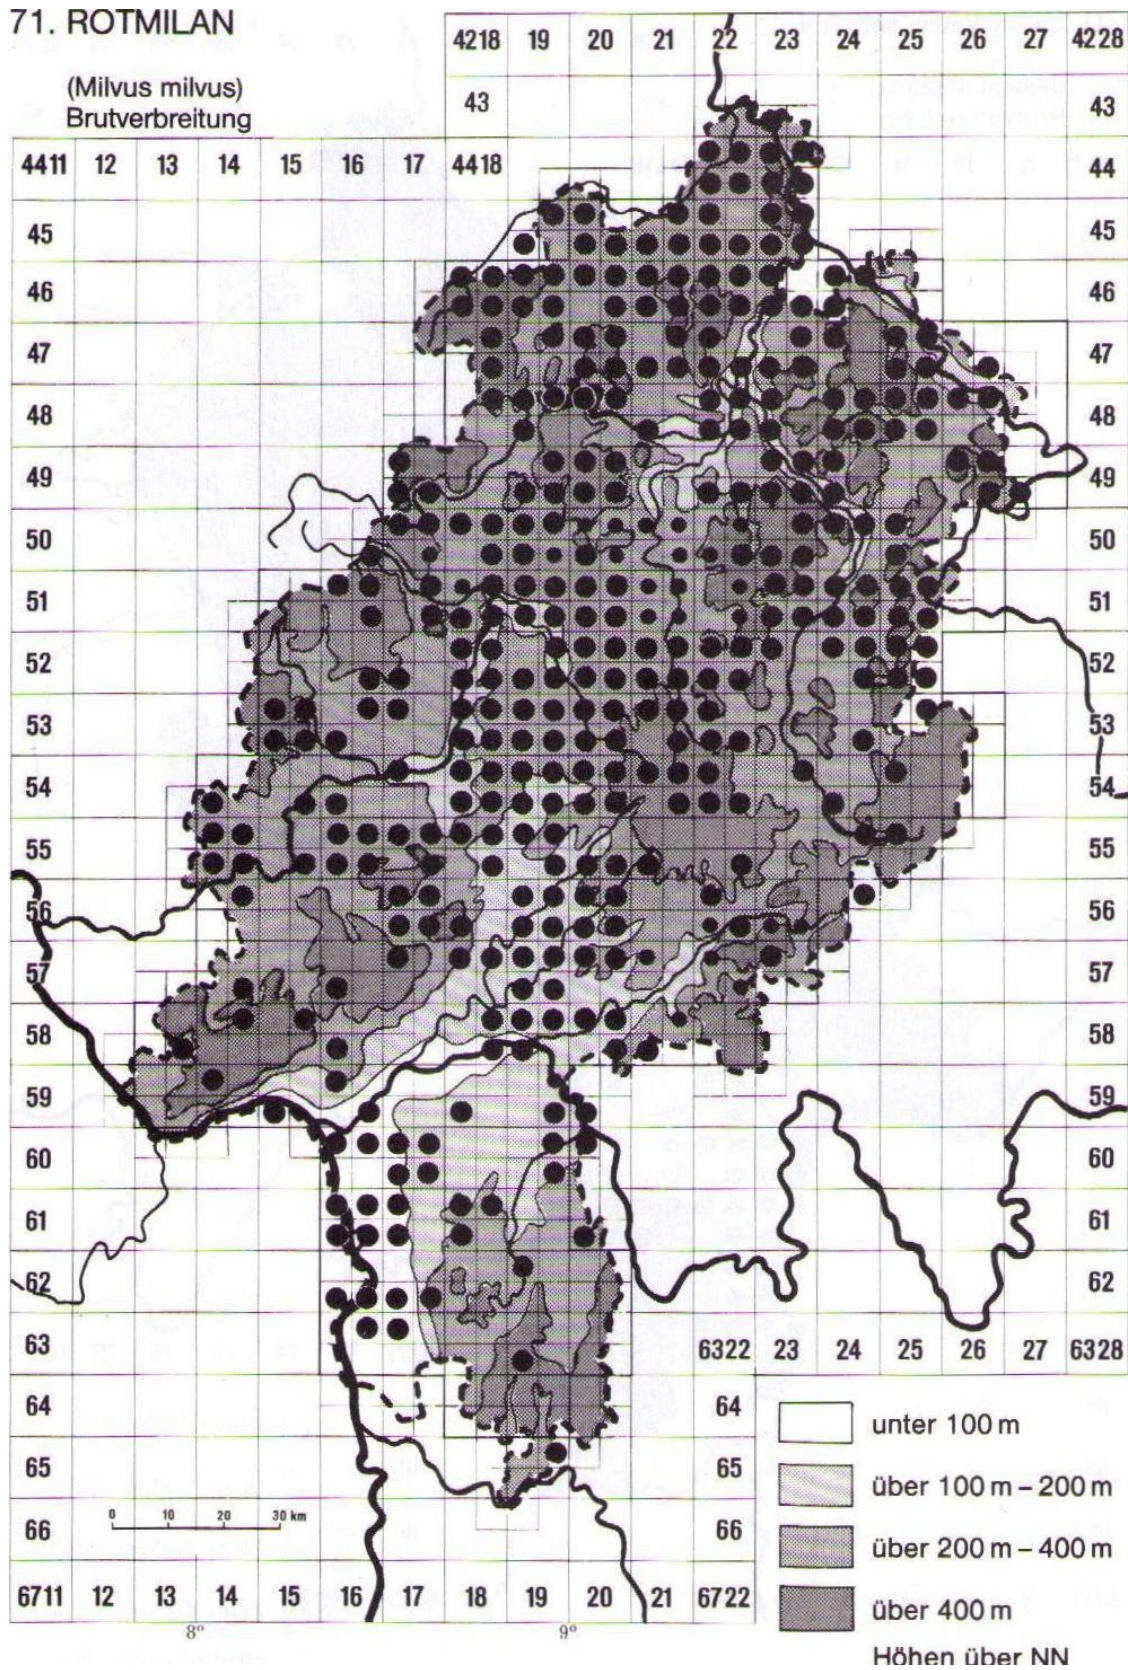 71. ROTMILAN
(Milvus milvus)
Brutverbreitung
4218 19 20 21 22 23 24 25 26 27 4228
43 43
4411 12 13 14 15 16 17 4418 44
45 45
46 46
47 47
48 48
49 49
50 50
51 51
52 52
53 53
54 54
55 55
56 56
57 57
58 58
59 59
60 60
61 61
62 62
63 6322 23 24 25 26 27 6328
64 64
65 65
66 66
0 10 20 30 km
6711 12 13 14 15 16 17 18 19 20 21 6722
8° 9°
unter 100 m
über 100 m – 200 m
über 200 m – 400 m
über 400 m
Höhen über NN